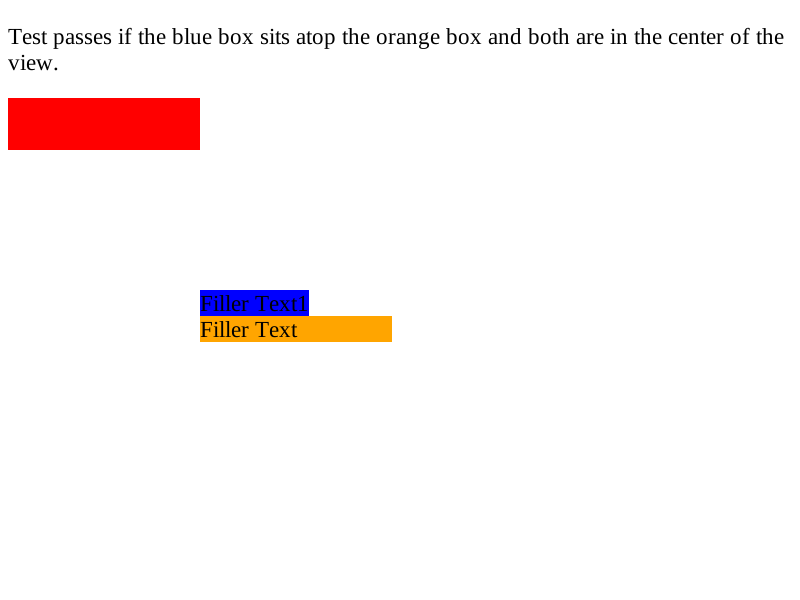 Test passes if the blue box sits atop the orange box and both are in the center of the
view.
Filler Text1
Filler Text